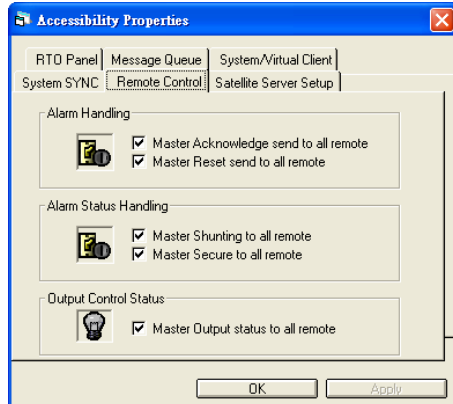 Accessibility Properties
RTO Panel Message Queue System/Virtual Client
System SYNC Remote Control Satellite Server Setup
Alarm Handling
Master Acknowledge send to all remote
Master Reset send to all remote
Alarm Status Handling
Master Shunting to all remote
Master Secure to all remote
Output Control Status
Master Output status to all remote
OK Apply